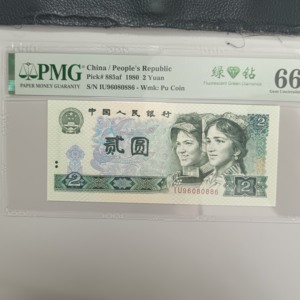 PMG
PAPER MONEY GUARANTY
China / People's Republic
Pick# 885af 1980 2 Yuan
S/N IU96080886 - Wmk: Pu Coin
绿 钻
66
中国人民银行
贰圆
2
2
IU96080886